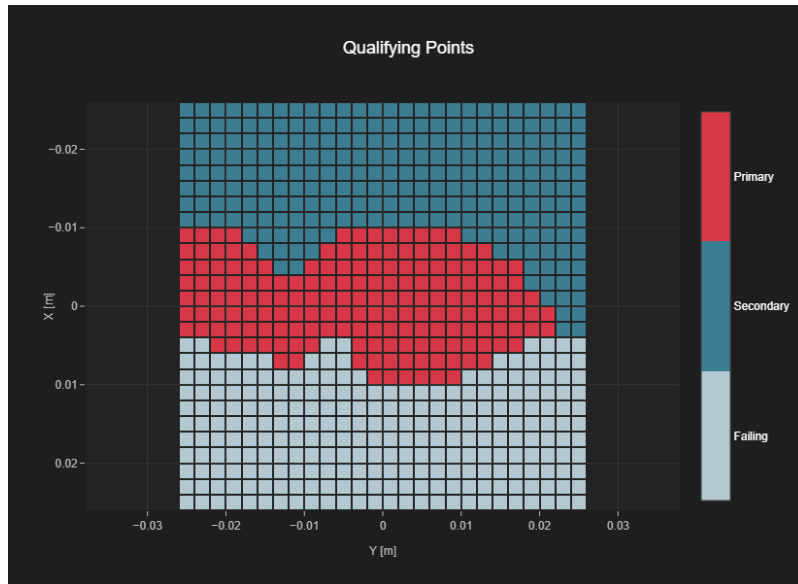 Qualifying Points
−0.02
−0.01
0
0.01
0.02
X [m]
−0.03
−0.02
−0.01
0
0.01
0.02
0.03
Y [m]
Primary
Secondary
Failing